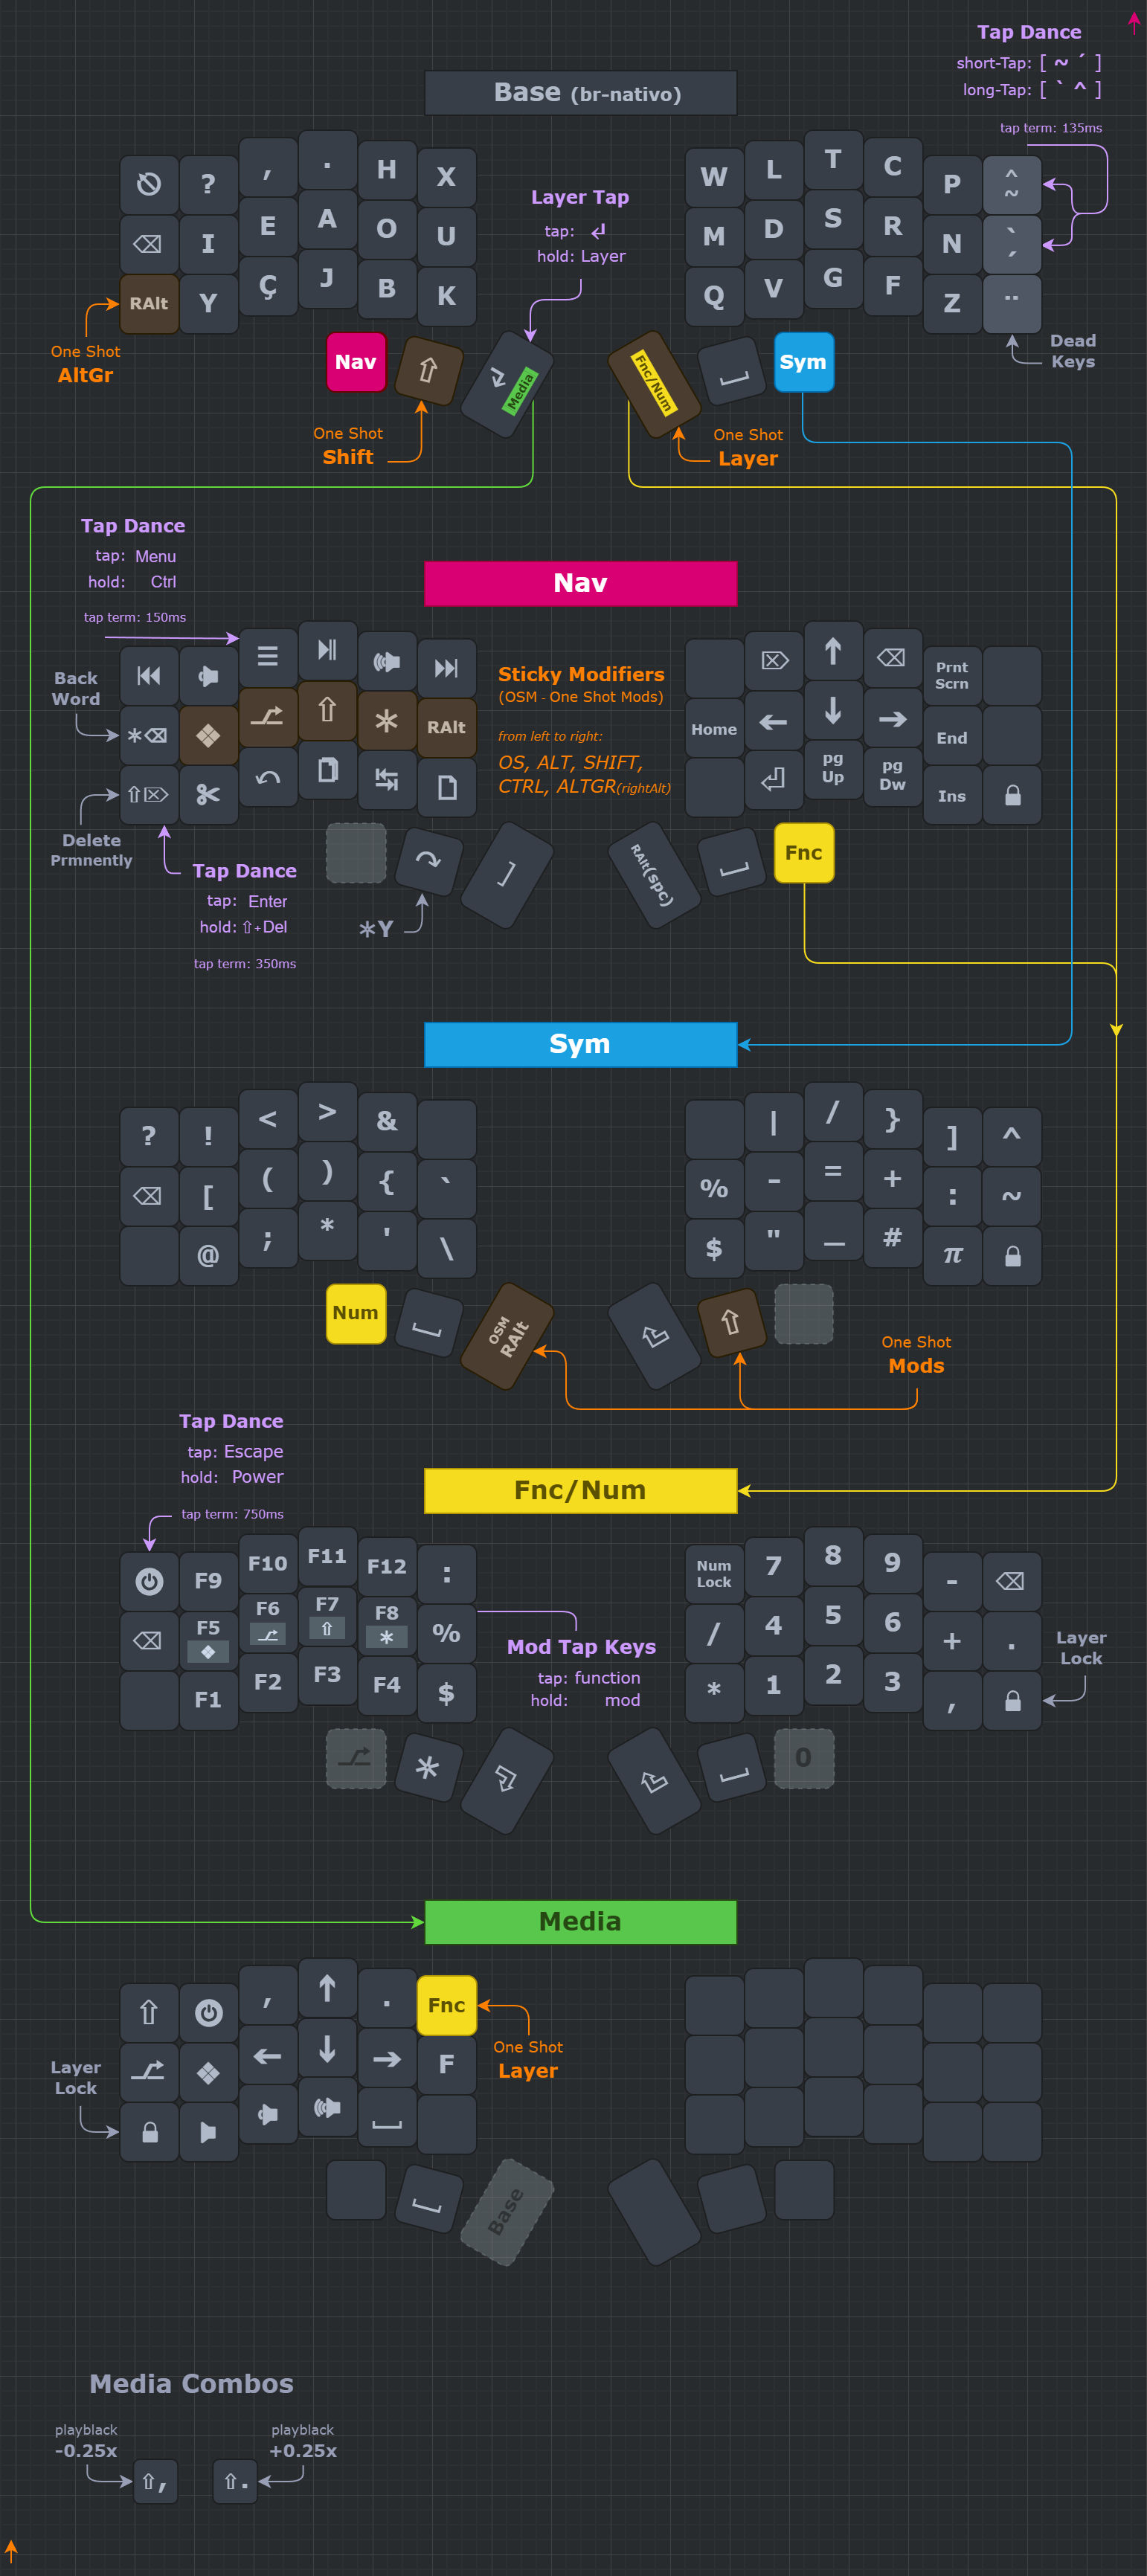 Tap Dance
short-Tap: [ ~ ´ ]
long-Tap: [ ` ^ ]
tap term: 135ms
Base (br-nativo)
? , . H X
W L T C P ^ ~
I E A O U
M D S R N ` ´
RAlt Y Ç J B K
Q V G F Z ¨
Layer Tap
tap: ↵
hold: Layer
One Shot
AltGr
Dead
Keys
Nav ⇧ Media
Fnc/Num Sym
One Shot
Shift
One Shot
Layer
Tap Dance
tap: Menu
hold: Ctrl
tap term: 150ms
Nav
Back
Word
Sticky Modifiers
(OSM - One Shot Mods)
from left to right:
OS, ALT, SHIFT,
CTRL, ALTGR(rightAlt)
↑ ⌫ Prnt
Scrn
*⌫ ❖ ⇧ * RAlt
Home ← ↓ → End
⇧⌦
pg
Up
pg
Dw
Ins
Delete
Prmnently
Tap Dance
tap: Enter
hold: ⇧+Del
tap term: 350ms
]
*Y
RAlt(spc)
Fnc
Sym
? ! < > &
| / } ] ^
⌫ [ ( ) { `
% - = + : ~
@ ; * ' \
$ " _ # π
Num
OSM
RAlt
⇧
One Shot
Mods
Tap Dance
tap: Escape
hold: Power
tap term: 750ms
Fnc/Num
F9 F10 F11 F12 :
Num
Lock
7 8 9 -
F5 F6 F7 F8 %
/ 4 5 6 + .
F1 F2 F3 F4 $
* 1 2 3 ,
Mod Tap Keys
tap: function
hold: mod
Layer
Lock
*
0
Media
⇧ , ↑ . Fnc
← ↓ → F
One Shot
Layer
Layer
Lock
Base
Media Combos
playblack
-0.25x
playblack
+0.25x
⇧,
⇧.